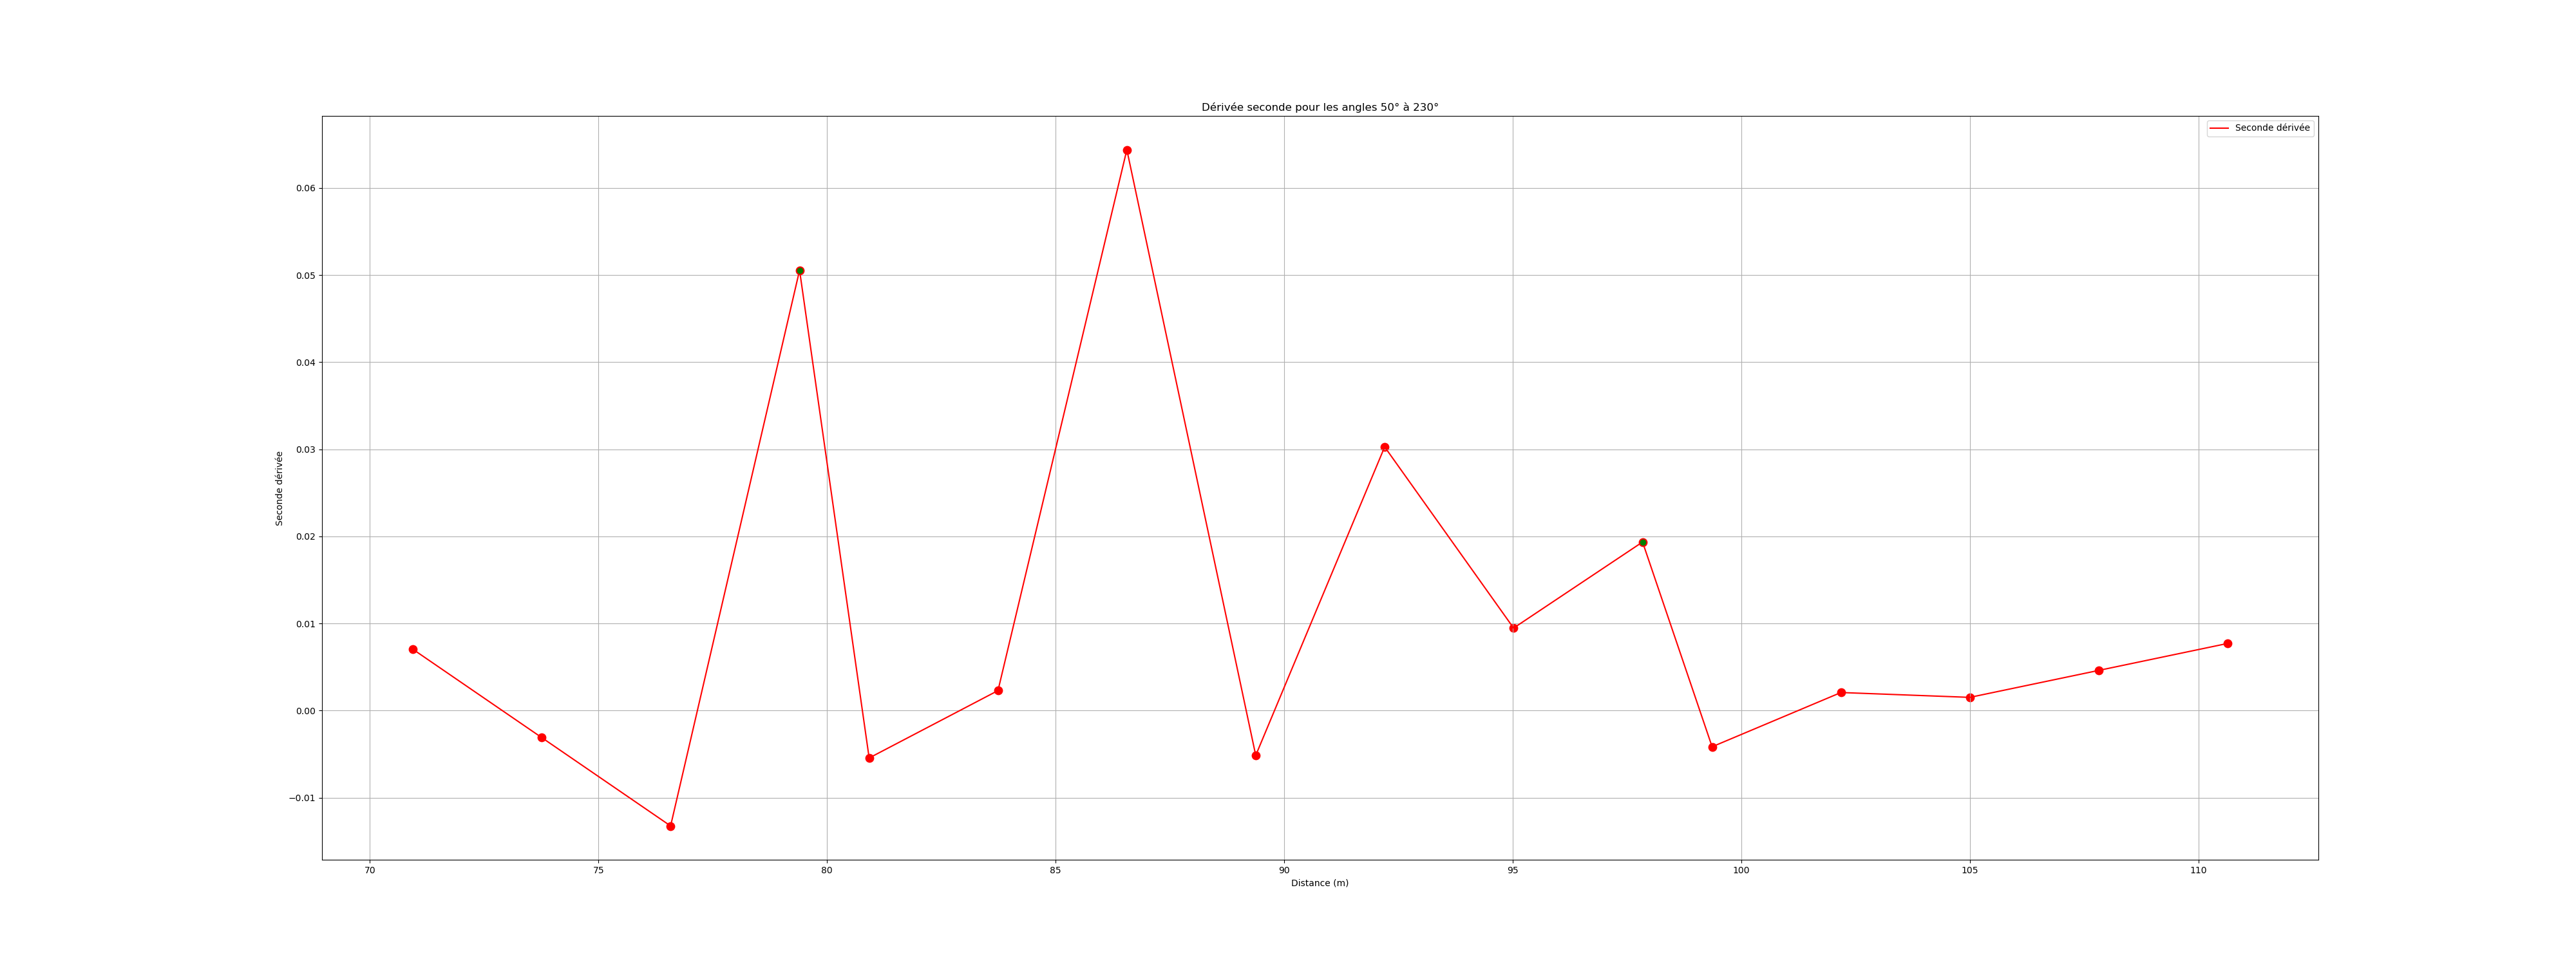 Dérivée seconde pour les angles 50° à 230°
Seconde dérivée
0.06
0.05
0.04
0.03
0.02
0.01
0.00
−0.01
Seconde dérivée
70 75 80 85 90 95 100 105 110
Distance (m)